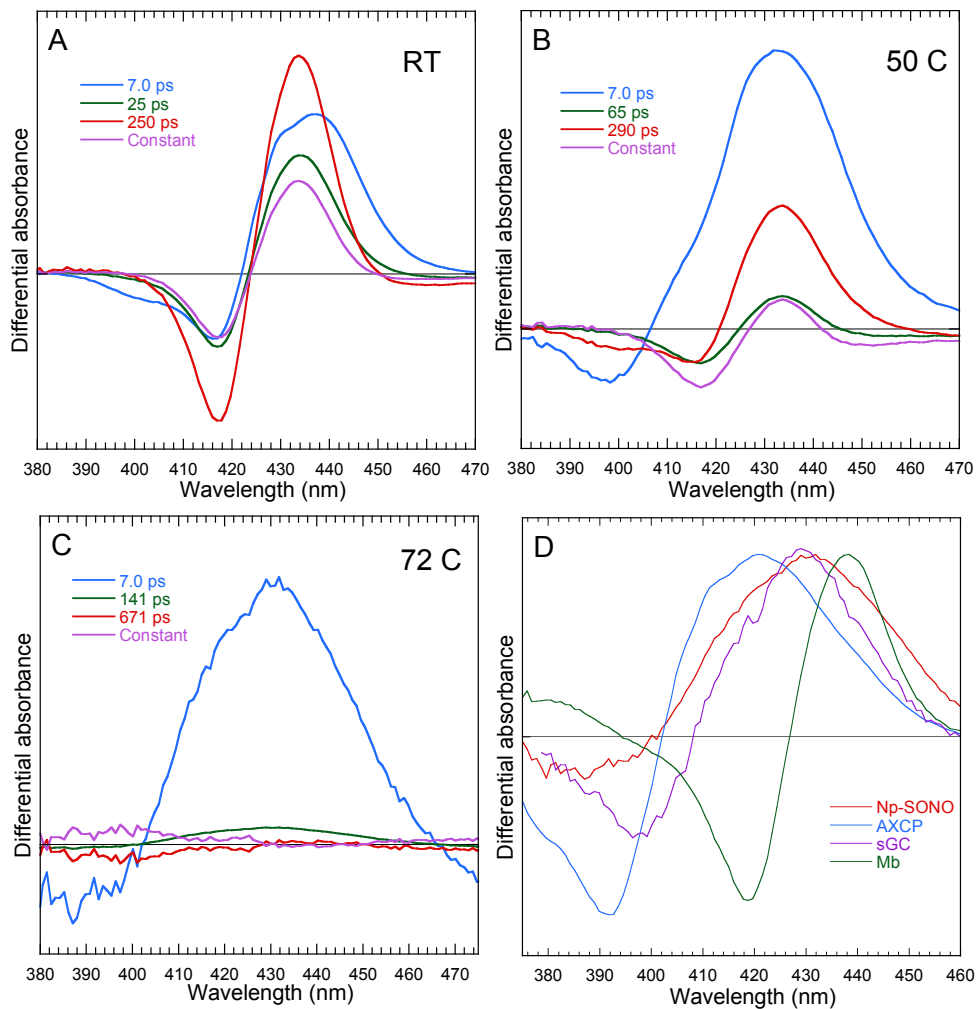 A
RT
7.0 ps
25 ps
250 ps
Constant
Differential absorbance
380 390 400 410 420 430 440 450 460 470
Wavelength (nm)
B
50 C
7.0 ps
65 ps
290 ps
Constant
Differential absorbance
380 390 400 410 420 430 440 450 460 470
Wavelength (nm)
C
72 C
7.0 ps
141 ps
671 ps
Constant
Differential absorbance
380 390 400 410 420 430 440 450 460 470
Wavelength (nm)
D
Np-SONO
AXCP
sGC
Mb
Differential absorbance
380 390 400 410 420 430 440 450 460
Wavelength (nm)